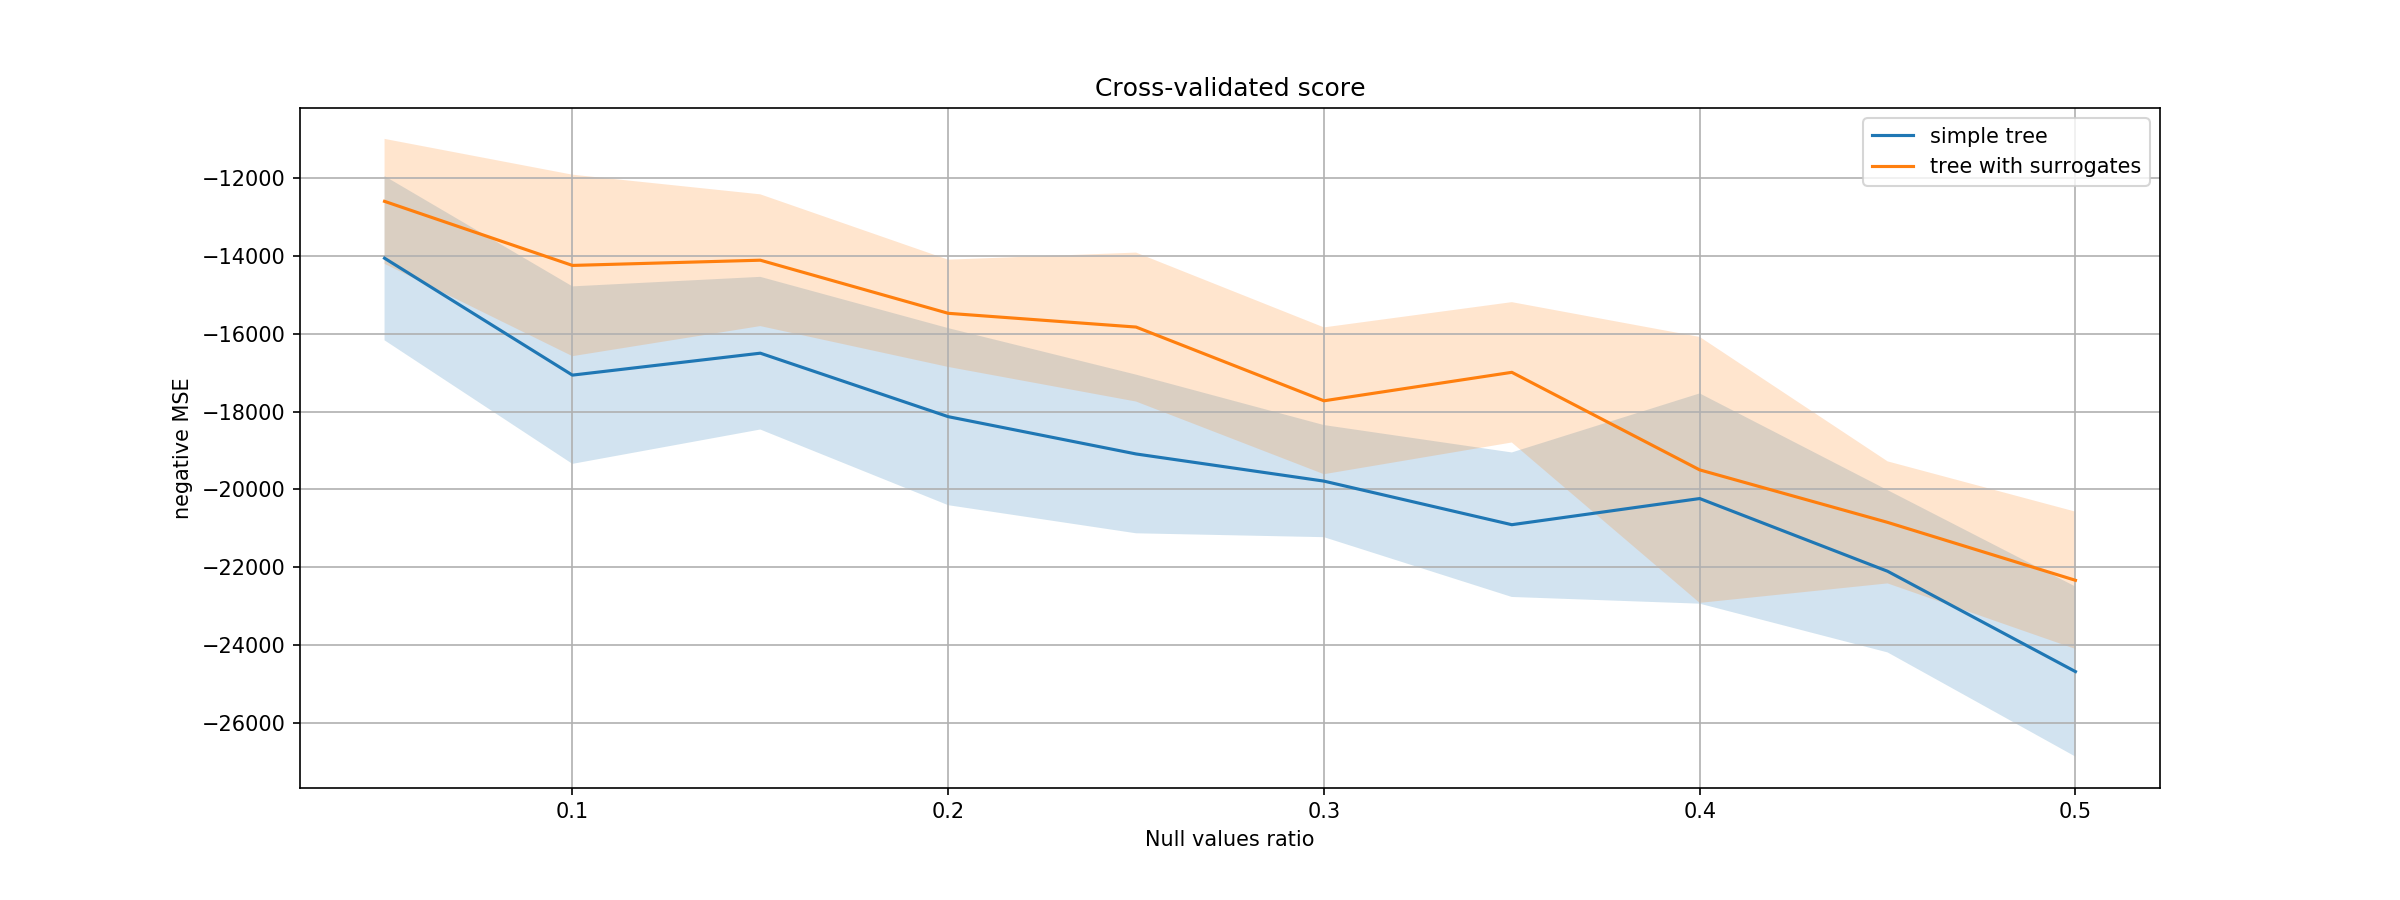 Cross-validated score
simple tree
tree with surrogates
−12000
−14000
−16000
−18000
−20000
−22000
−24000
−26000
negative MSE
0.1
0.2
0.3
0.4
0.5
Null values ratio